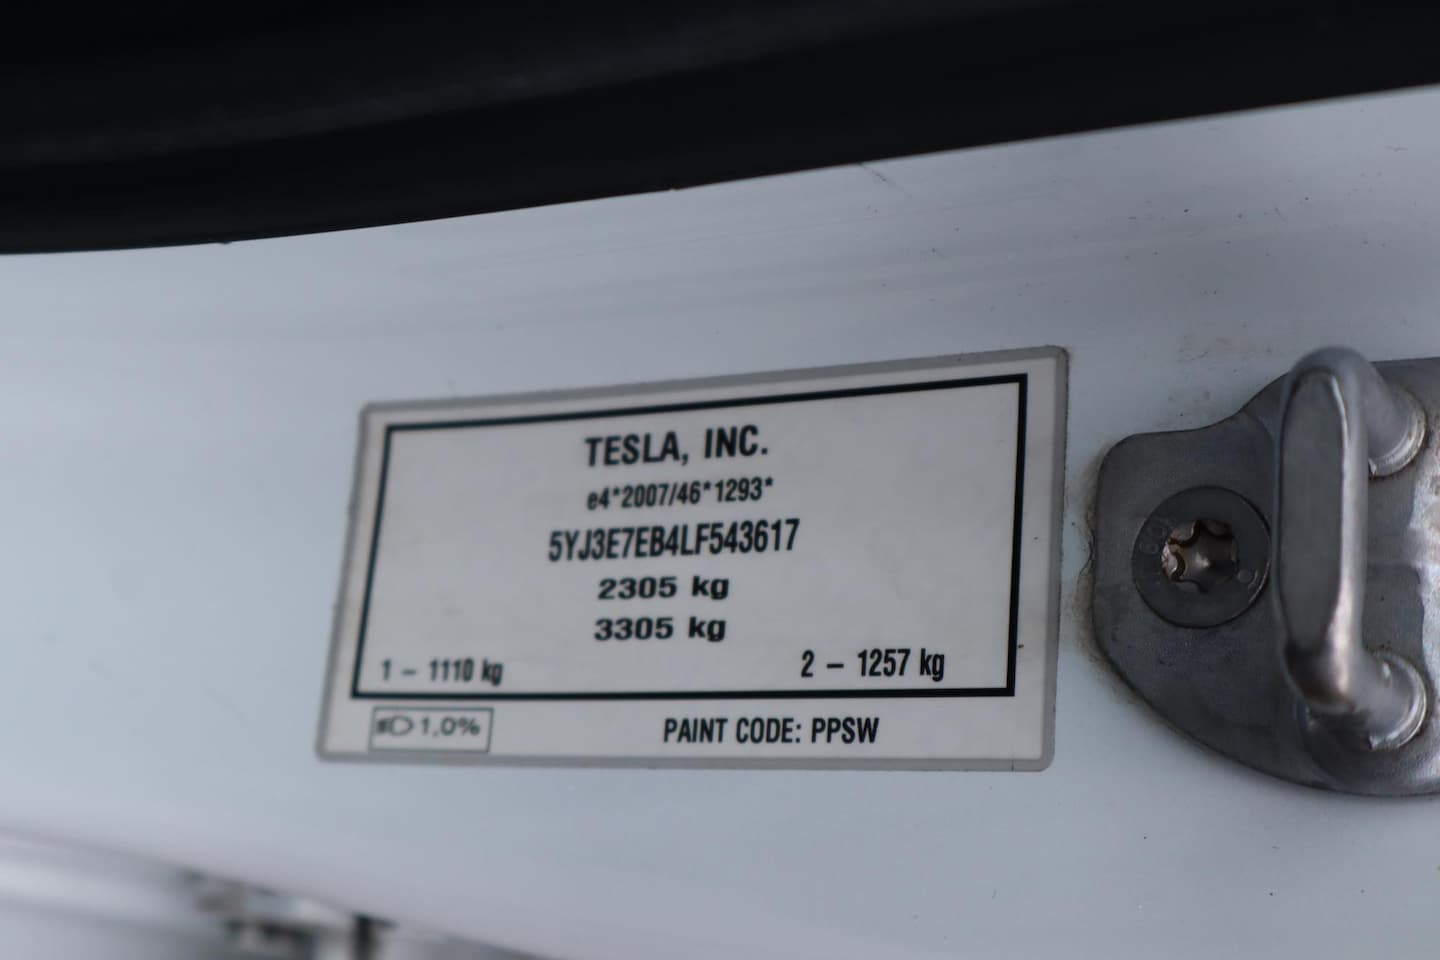 TESLA, INC.
e4*2007/46*1293*
5YJ3E7EB4LF543617
2305 kg
3305 kg
1 – 1110 kg 2 – 1257 kg
1,0% PAINT CODE: PPSW